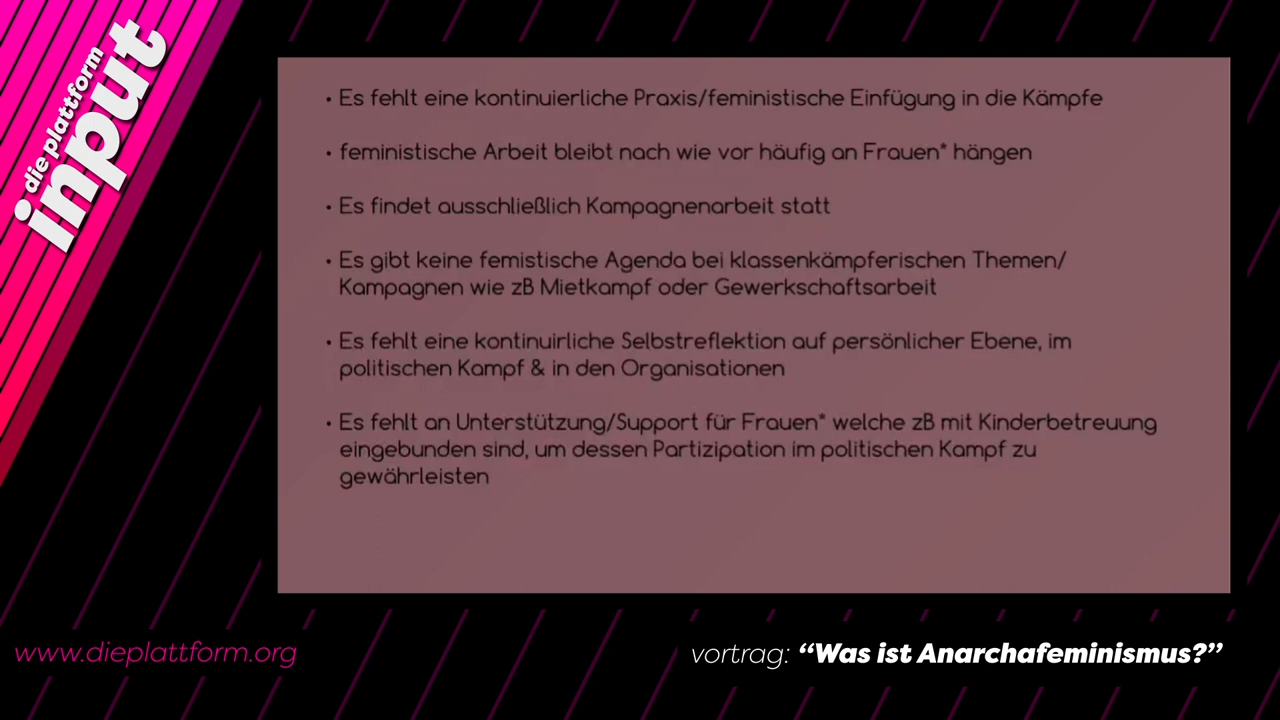 die plattform
input
• Es fehlt eine kontinuierliche Praxis/feministische Einfügung in die Kämpfe
• feministische Arbeit bleibt nach wie vor häufig an Frauen* hängen
• Es findet ausschließlich Kampagnenarbeit statt
• Es gibt keine femistische Agenda bei klassenkämpferischen Themen/
Kampagnen wie zB Mietkampf oder Gewerkschaftsarbeit
• Es fehlt eine kontinuirliche Selbstreflektion auf persönlicher Ebene, im
politischen Kampf & in den Organisationen
• Es fehlt an Unterstützung/Support für Frauen* welche zB mit Kinderbetreuung
eingebunden sind, um dessen Partizipation im politischen Kampf zu
gewährleisten
www.dieplattform.org
vortrag: “Was ist Anarchafeminismus?”